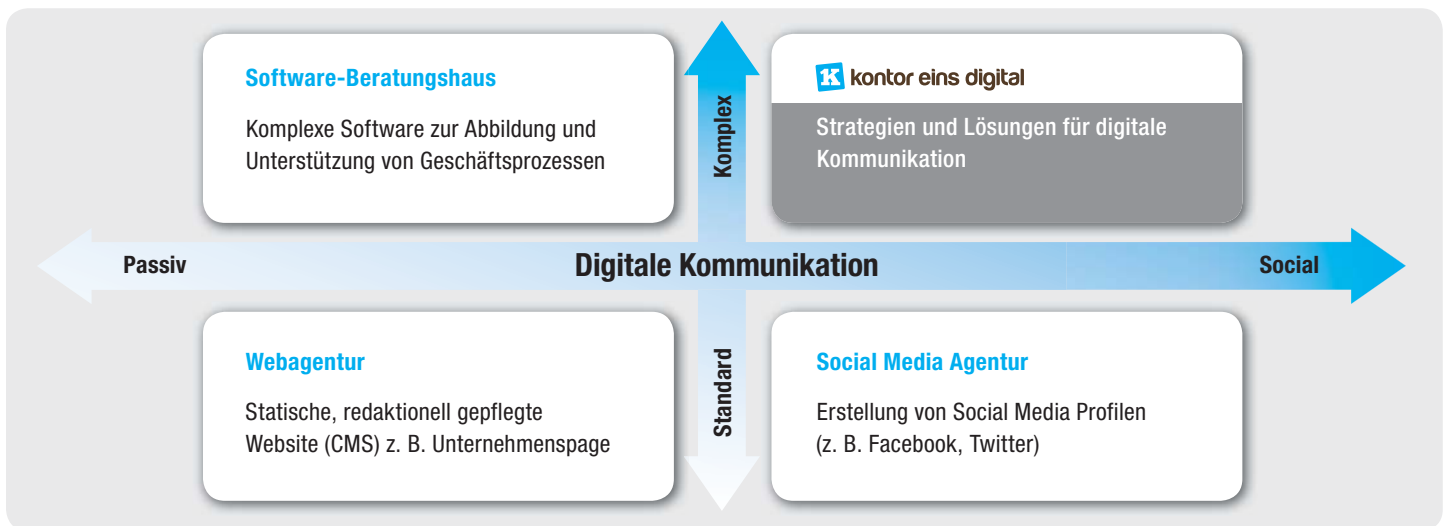 Software-Beratungshaus
Komplexe Software zur Abbildung und
Unterstützung von Geschäftsprozessen
Komplex
K kontor eins digital
Strategien und Lösungen für digitale
Kommunikation
Passiv
Digitale Kommunikation
Social
Webagentur
Statische, redaktionell gepflegte
Website (CMS) z. B. Unternehmenspage
Standard
Social Media Agentur
Erstellung von Social Media Profilen
(z. B. Facebook, Twitter)